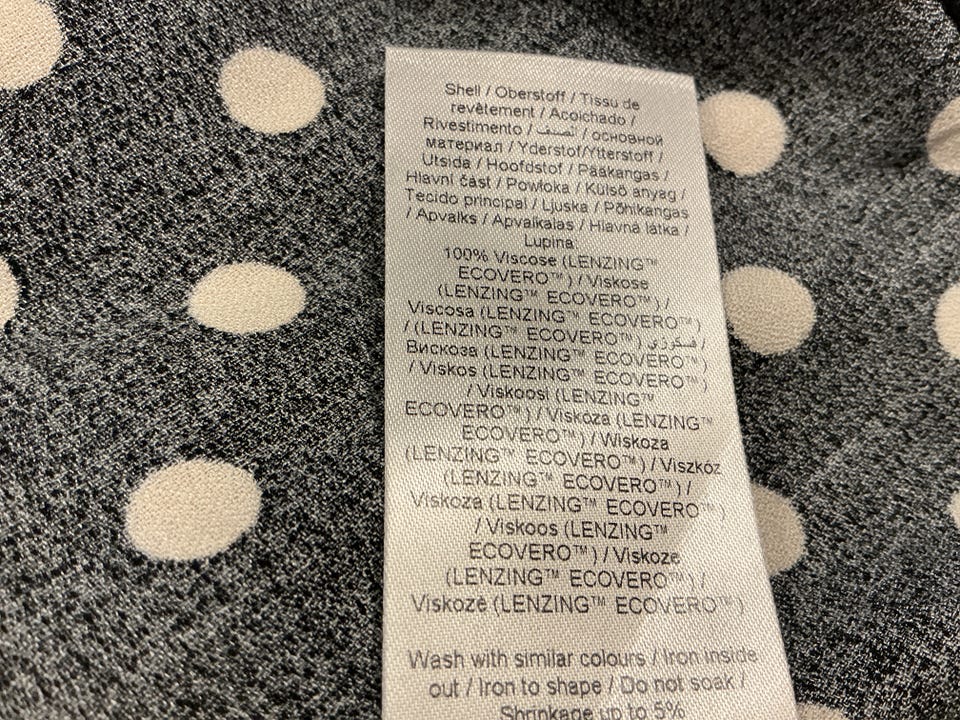 Shell / Oberstoff / Tissu de
revêtement / Acolchado /
Rivestimento / الصنف / основной
материал / Yderstof/Ytterstoff /
Utsida / Hoofdstof / Pääkangas /
Hlavní část / Powłoka / Külső anyag /
Tecido principal / Ljuska / Põhikangas
/ Apvalks / Apvalkalas / Hlavná látka /
Lupina:
100% Viscose (LENZING™
ECOVERO™) / Viskose
(LENZING™ ECOVERO™) /
Viscosa (LENZING™ ECOVERO™)
/ (LENZING™ ECOVERO™) فسكوزي /
Вискоза (LENZING™ ECOVERO™)
/ Viskos (LENZING™ ECOVERO™)
/ Viskoosi (LENZING™
ECOVERO™) / Viskóza (LENZING™
ECOVERO™) / Wiskoza
(LENZING™ ECOVERO™) / Viszkóz
(LENZING™ ECOVERO™) /
Viskoza (LENZING™ ECOVERO™)
/ Viskoos (LENZING™
ECOVERO™) / Viskoze
(LENZING™ ECOVERO™) /
Viskozė (LENZING™ ECOVERO™)
Wash with similar colours / Iron inside
out / Iron to shape / Do not soak /
Shrinkage up to 5%